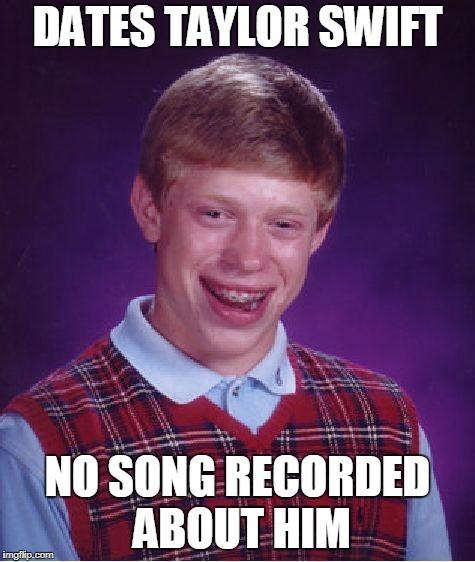 DATES TAYLOR SWIFT
NO SONG RECORDED
ABOUT HIM
imgflip.com